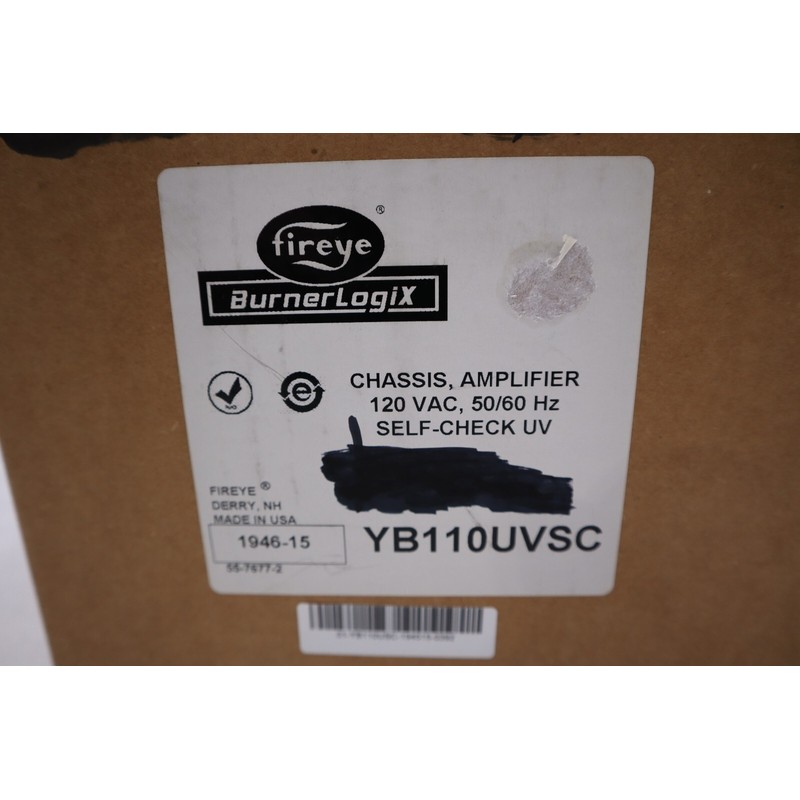 fireye ®
BurnerLogiX
e
CHASSIS, AMPLIFIER
120 VAC, 50/60 Hz
SELF-CHECK UV
FIREYE ®
DERRY, NH
MADE IN USA
1946-15
YB110UVSC
55-7677-2